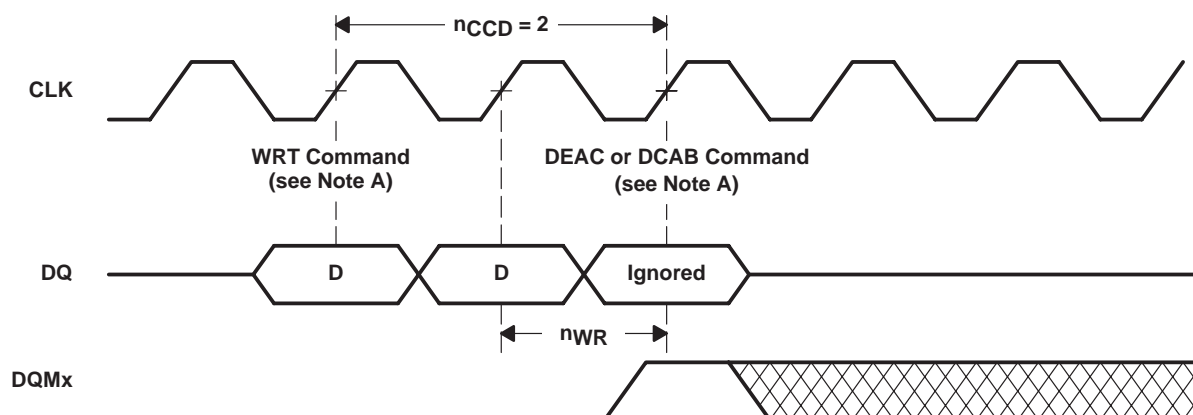 nCCD = 2
CLK
WRT Command
(see Note A)
DEAC or DCAB Command
(see Note A)
DQ
D
D
Ignored
nWR
DQMx